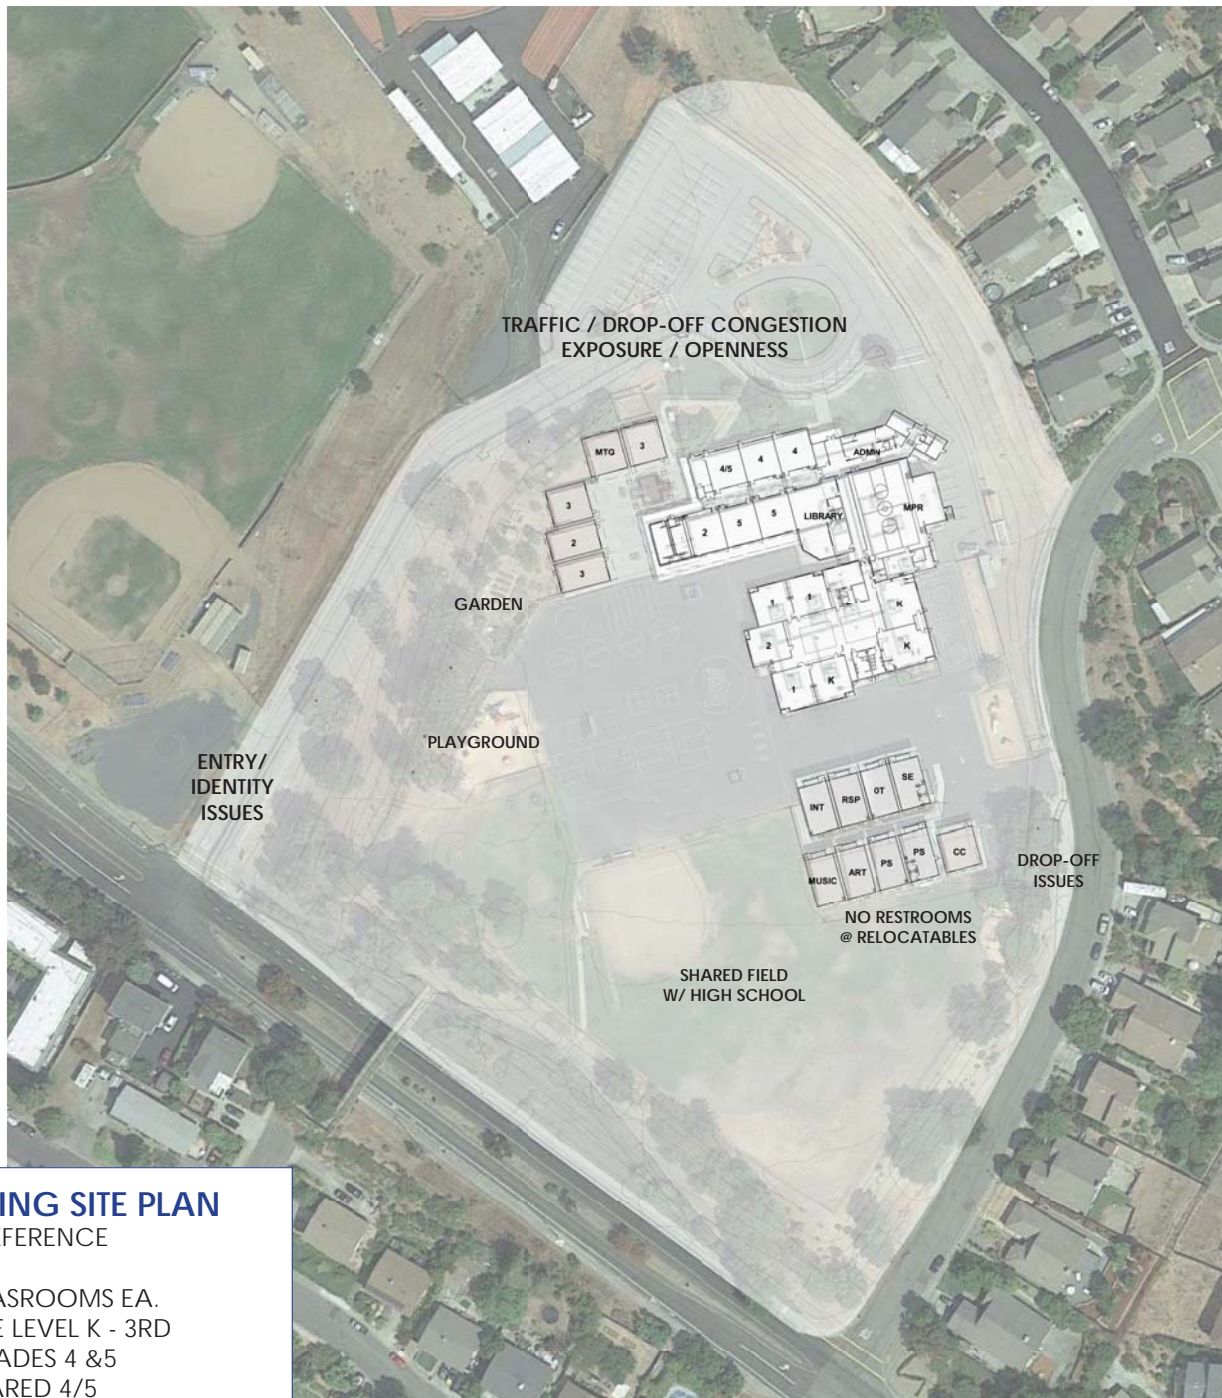 TRAFFIC / DROP-OFF CONGESTION
EXPOSURE / OPENNESS
MTG
3
4/5
4
4
ADMIN
3
2
3
2
5
5
LIBRARY
MPR
GARDEN
1
1
K
2
K
1
K
PLAYGROUND
ENTRY/
IDENTITY
ISSUES
INT
RSP
OT
SE
MUSIC
ART
PS
PS
CC
DROP-OFF
ISSUES
NO RESTROOMS
@ RELOCATABLES
SHARED FIELD
W/ HIGH SCHOOL
ING SITE PLAN
FERENCE
ASROOMS EA.
E LEVEL K - 3RD
ADES 4 &5
ARED 4/5